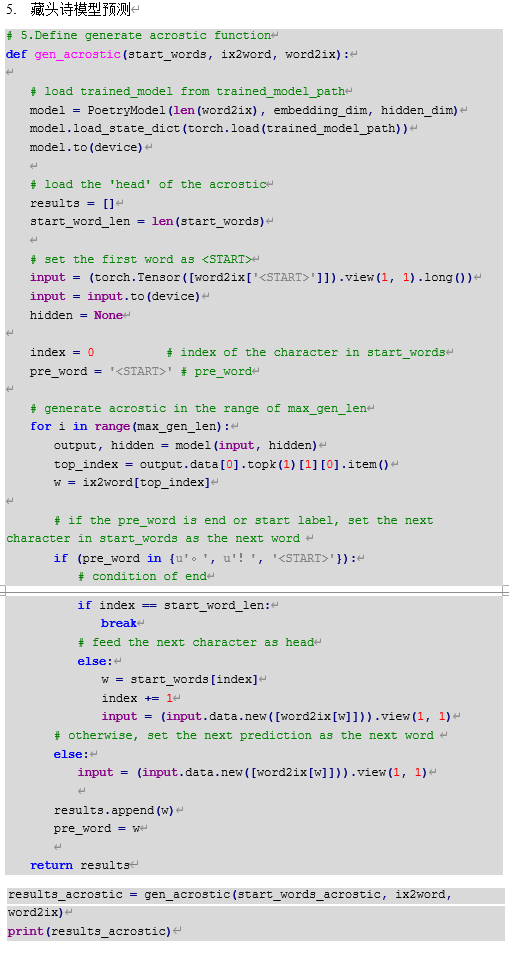 5. 藏头诗模型预测↵
# 5.Define generate acrostic function↵
def gen_acrostic(start_words, ix2word, word2ix):↵
↵
# load trained_model from trained_model_path↵
model = PoetryModel(len(word2ix), embedding_dim, hidden_dim)↵
model.load_state_dict(torch.load(trained_model_path))↵
model.to(device)↵
↵
# load the 'head' of the acrostic↵
results = []↵
start_word_len = len(start_words)↵
↵
# set the first word as <START>↵
input = (torch.Tensor([word2ix['<START>']]).view(1, 1).long())↵
input = input.to(device)↵
hidden = None↵
↵
index = 0 # index of the character in start_words↵
pre_word = '<START>' # pre_word↵
↵
# generate acrostic in the range of max_gen_len↵
for i in range(max_gen_len):↵
output, hidden = model(input, hidden)↵
top_index = output.data[0].topk(1)[1][0].item()↵
w = ix2word[top_index]↵
↵
# if the pre_word is end or start label, set the next
character in start_words as the next word ↵
if (pre_word in {u'。', u'！', '<START>'}):↵
# condition of end↵
if index == start_word_len:↵
break↵
# feed the next character as head↵
else:↵
w = start_words[index]↵
index += 1↵
input = (input.data.new([word2ix[w]])).view(1, 1)↵
# otherwise, set the next prediction as the next word ↵
else:↵
input = (input.data.new([word2ix[w]])).view(1, 1)↵
↵
results.append(w)↵
pre_word = w↵
↵
return results↵
results_acrostic = gen_acrostic(start_words_acrostic, ix2word,
word2ix)↵
print(results_acrostic)↵